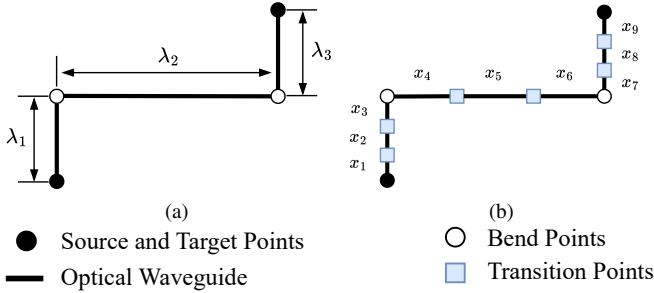 λ₂
λ₃
λ₁
(a)
x₉
x₈
x₇
x₄ x₅ x₆
x₃
x₂
x₁
(b)
Source and Target Points
Optical Waveguide
Bend Points
Transition Points